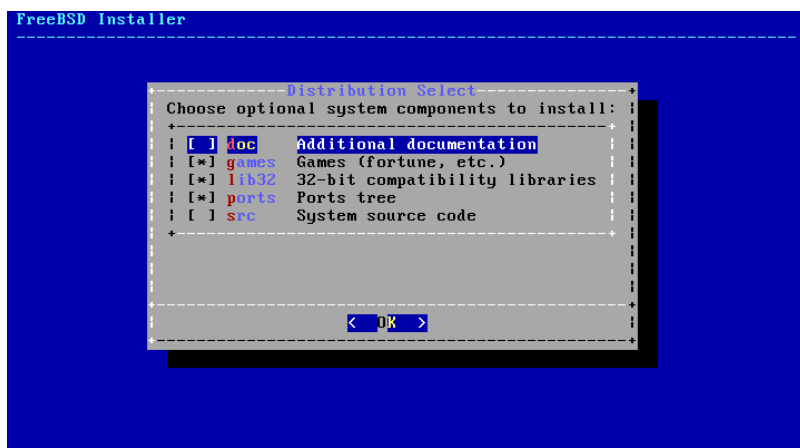 FreeBSD Installer
Distribution Select
Choose optional system components to install:
[ ] doc Additional documentation
[*] games Games (fortune, etc.)
[*] lib32 32-bit compatibility libraries
[*] ports Ports tree
[ ] src System source code
< OK >